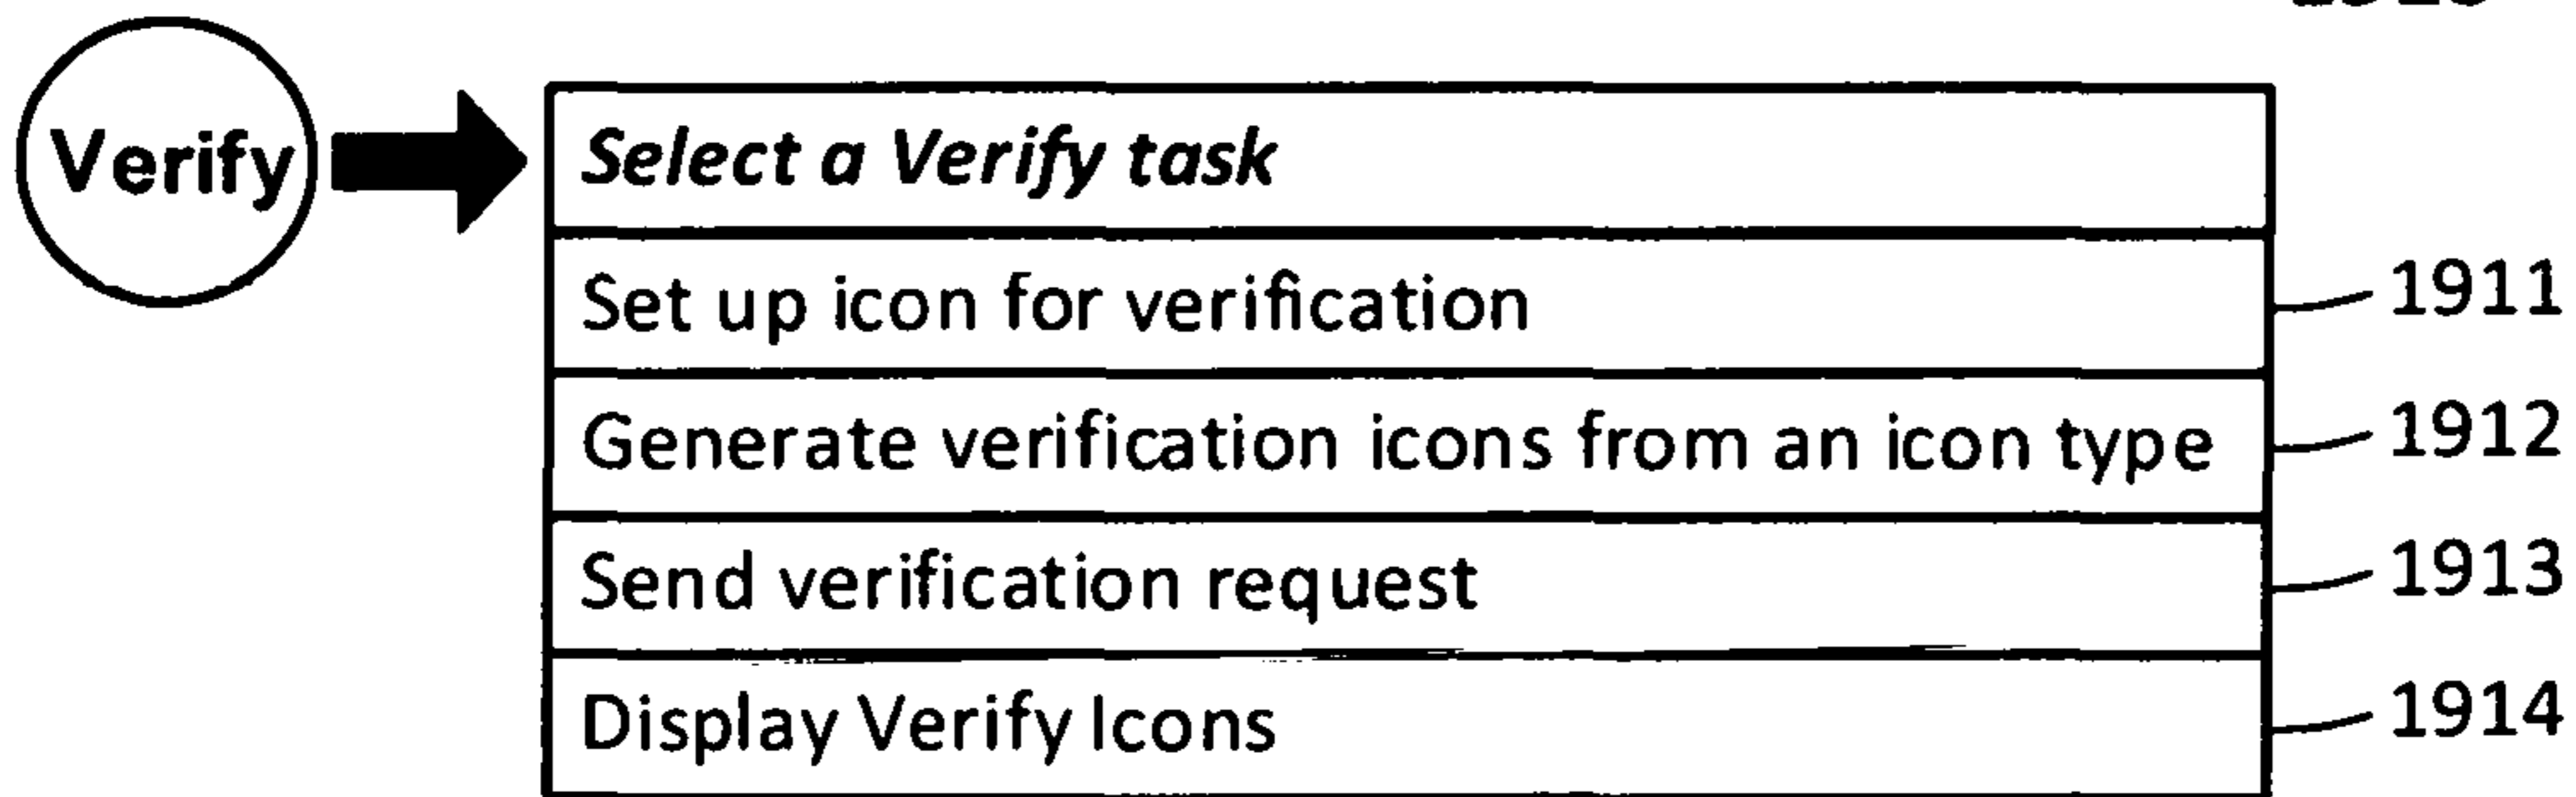 Verify
Select a Verify task
Set up icon for verification
1911
Generate verification icons from an icon type
1912
Send verification request
1913
Display Verify Icons
1914